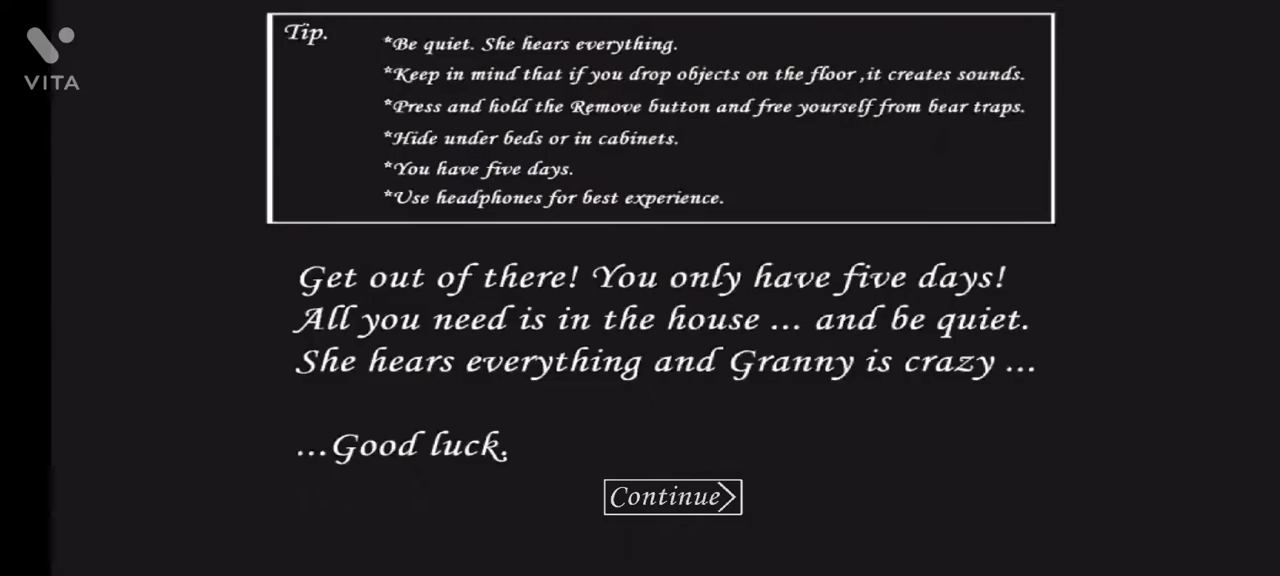 VITA
Tip.
*Be quiet. She hears everything.
*Keep in mind that if you drop objects on the floor ,it creates sounds.
*Press and hold the Remove button and free yourself from bear traps.
*Hide under beds or in cabinets.
*You have five days.
*Use headphones for best experience.
Get out of there! You only have five days!
All you need is in the house ... and be quiet.
She hears everything and Granny is crazy ...
...Good luck.
Continue